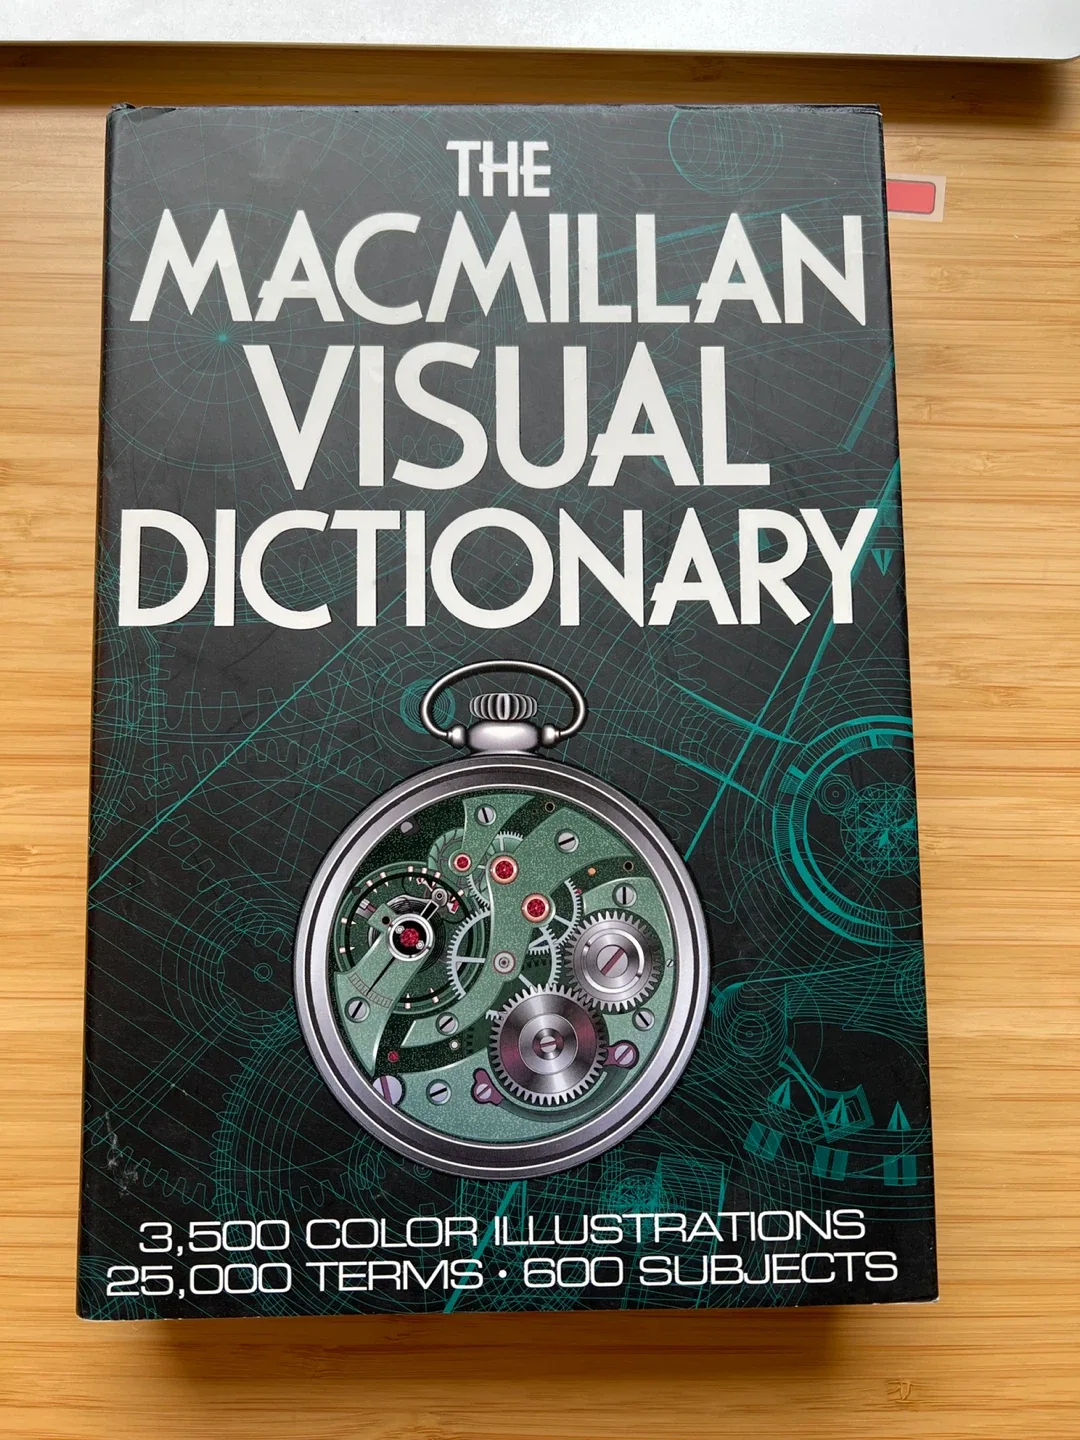 THE
MACMILLAN
VISUAL
DICTIONARY
3,500 COLOR ILLUSTRATIONS
25,000 TERMS • 600 SUBJECTS